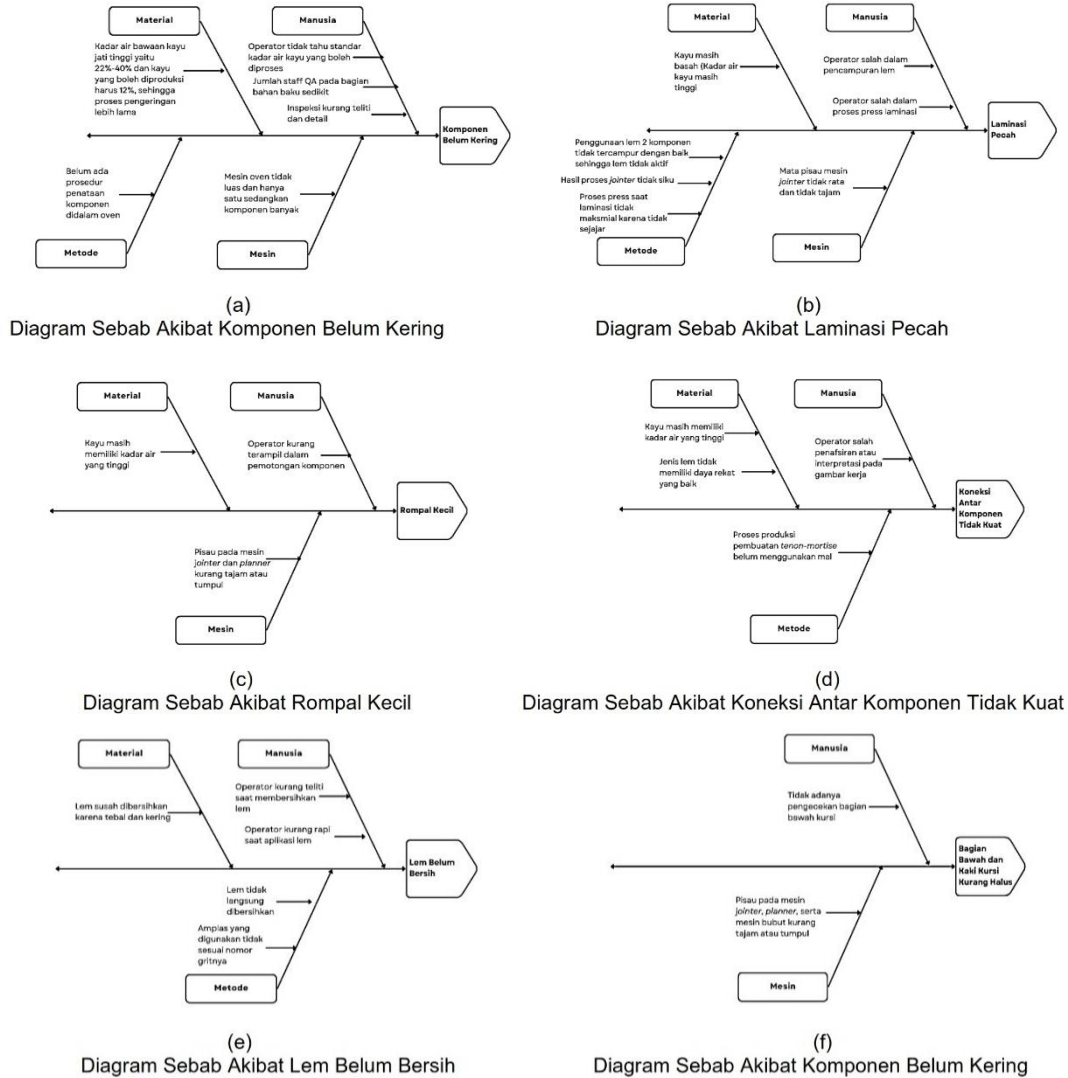 Material
Manusia
Kadar air bawaan kayu
jati tinggi yaitu
22%-40% dan kayu
yang boleh diproduksi
harus 12%, sehingga
proses pengeringan
lebih lama
Operator tidak tahu standar
kadar air kayu yang boleh
diproses
Jumlah staff QA pada bagian
bahan baku sedikit
Inspeksi kurang teliti
dan detail
Komponen
Belum Kering
Belum ada
prosedur
penataan
komponen
didalam oven
Mesin oven tidak
luas dan hanya
satu sedangkan
komponen banyak
Metode
Mesin
(a)
Diagram Sebab Akibat Komponen Belum Kering
Material
Manusia
Kayu masih
basah (Kadar air
kayu masih
tinggi
Operator salah dalam
pencampuran lem
Operator salah dalam
proses press laminasi
Laminasi
Pecah
Penggunaan lem 2 komponen
tidak tercampur dengan baik
sehingga lem tidak aktif
Hasil proses jointer tidak siku
Proses press saat
laminasi tidak
maksmial karena tidak
sejajar
Mata pisau mesin
jointer tidak rata
dan tidak tajam
Metode
Mesin
(b)
Diagram Sebab Akibat Laminasi Pecah
Material
Manusia
Kayu masih
memiliki kadar air
yang tinggi
Operator kurang
terampil dalam
pemotongan komponen
Rompal Kecil
Pisau pada mesin
jointer dan planner
kurang tajam atau
tumpul
Mesin
(c)
Diagram Sebab Akibat Rompal Kecil
Material
Manusia
Kayu masih memiliki
kadar air yang tinggi
Jenis lem tidak
memiliki daya rekat
yang baik
Operator salah
penafsiran atau
interpretasi pada
gambar kerja
Koneksi
Antar
Komponen
Tidak Kuat
Proses produksi
pembuatan tenon-mortise
belum menggunakan mal
Metode
(d)
Diagram Sebab Akibat Koneksi Antar Komponen Tidak Kuat
Material
Manusia
Lem susah dibersihkan
karena tebal dan kering
Operator kurang teliti
saat membersihkan
lem
Operator kurang rapi
saat aplikasi lem
Lem Belum
Bersih
Lem tidak
langsung
dibersihkan
Amplas yang
digunakan tidak
sesuai nomor
gritnya
Metode
(e)
Diagram Sebab Akibat Lem Belum Bersih
Manusia
Tidak adanya
pengecekan bagian
bawah kursi
Bagian
Bawah dan
Kaki Kursi
Kurang Halus
Pisau pada mesin
jointer, planner, serta
mesin bubut kurang
tajam atau tumpul
Mesin
(f)
Diagram Sebab Akibat Komponen Belum Kering